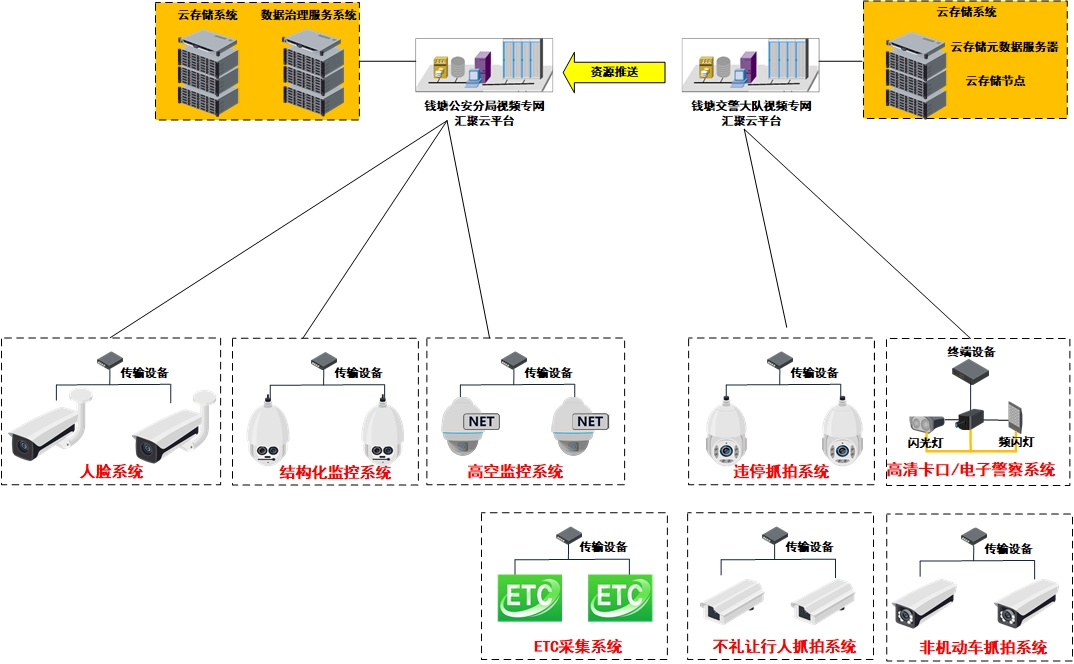 云存储系统
数据治理服务系统
钱塘公安分局视频专网
汇聚云平台
资源推送
钱塘交警大队视频专网
汇聚云平台
云存储系统
云存储元数据服务器
云存储节点
传输设备
人脸系统
传输设备
结构化监控系统
传输设备
NET
NET
高空监控系统
传输设备
违停抓拍系统
终端设备
闪光灯
频闪灯
高清卡口/电子警察系统
传输设备
ETC
ETC
ETC采集系统
传输设备
不礼让行人抓拍系统
传输设备
非机动车抓拍系统